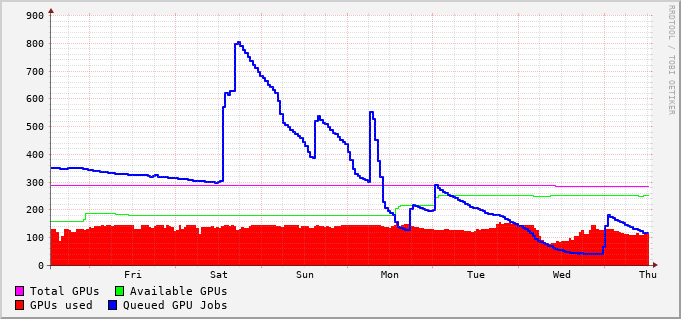 900
800
700
600
500
400
300
200
100
0
Fri Sat Sun Mon Tue Wed Thu
Total GPUs Available GPUs
GPUs used Queued GPU Jobs
RRDTOOL / TOBI OETIKER